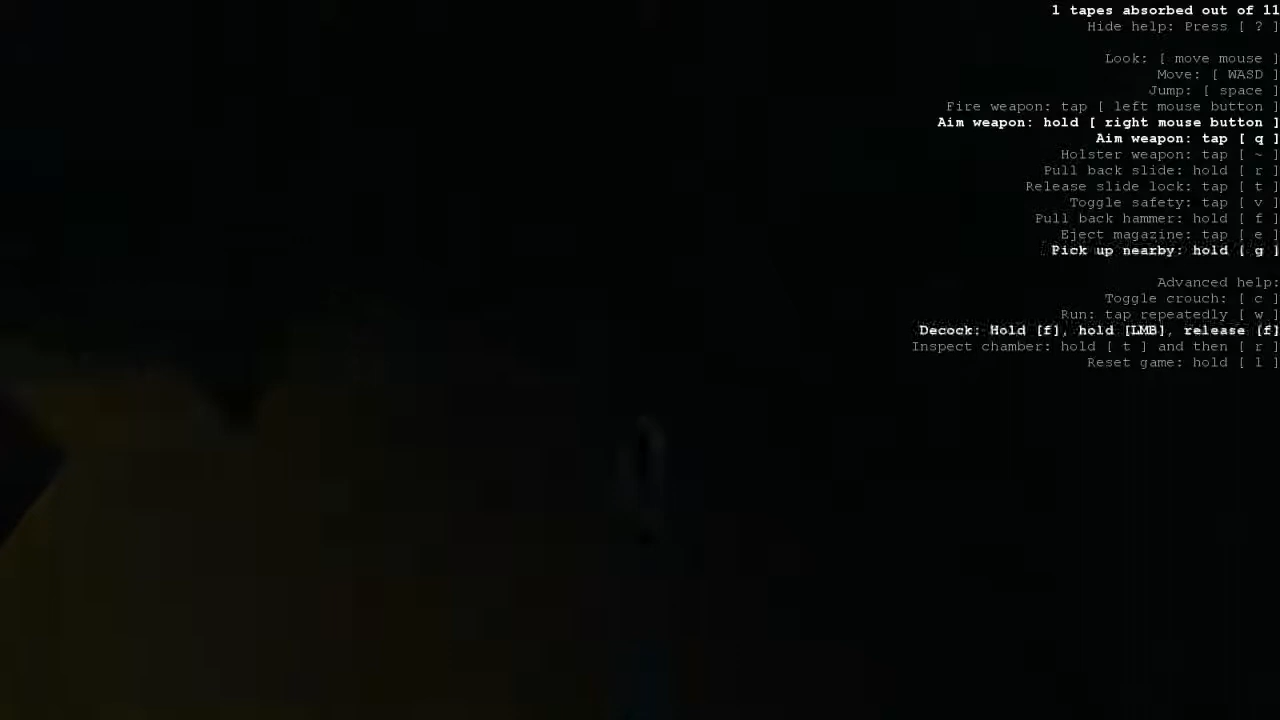 1 tapes absorbed out of 11
Hide help: Press [ ? ]
Look: [ move mouse ]
Move: [ WASD ]
Jump: [ space ]
Fire weapon: tap [ left mouse button ]
Aim weapon: hold [ right mouse button ]
Aim weapon: tap [ q ]
Holster weapon: tap [ ~ ]
Pull back slide: hold [ r ]
Release slide lock: tap [ t ]
Toggle safety: tap [ v ]
Pull back hammer: hold [ f ]
Eject magazine: tap [ e ]
Pick up nearby: hold [ g ]
Advanced help:
Toggle crouch: [ c ]
Run: tap repeatedly [ w ]
Decock: Hold [f], hold [LMB], release [f]
Inspect chamber: hold [ t ] and then [ r ]
Reset game: hold [ l ]